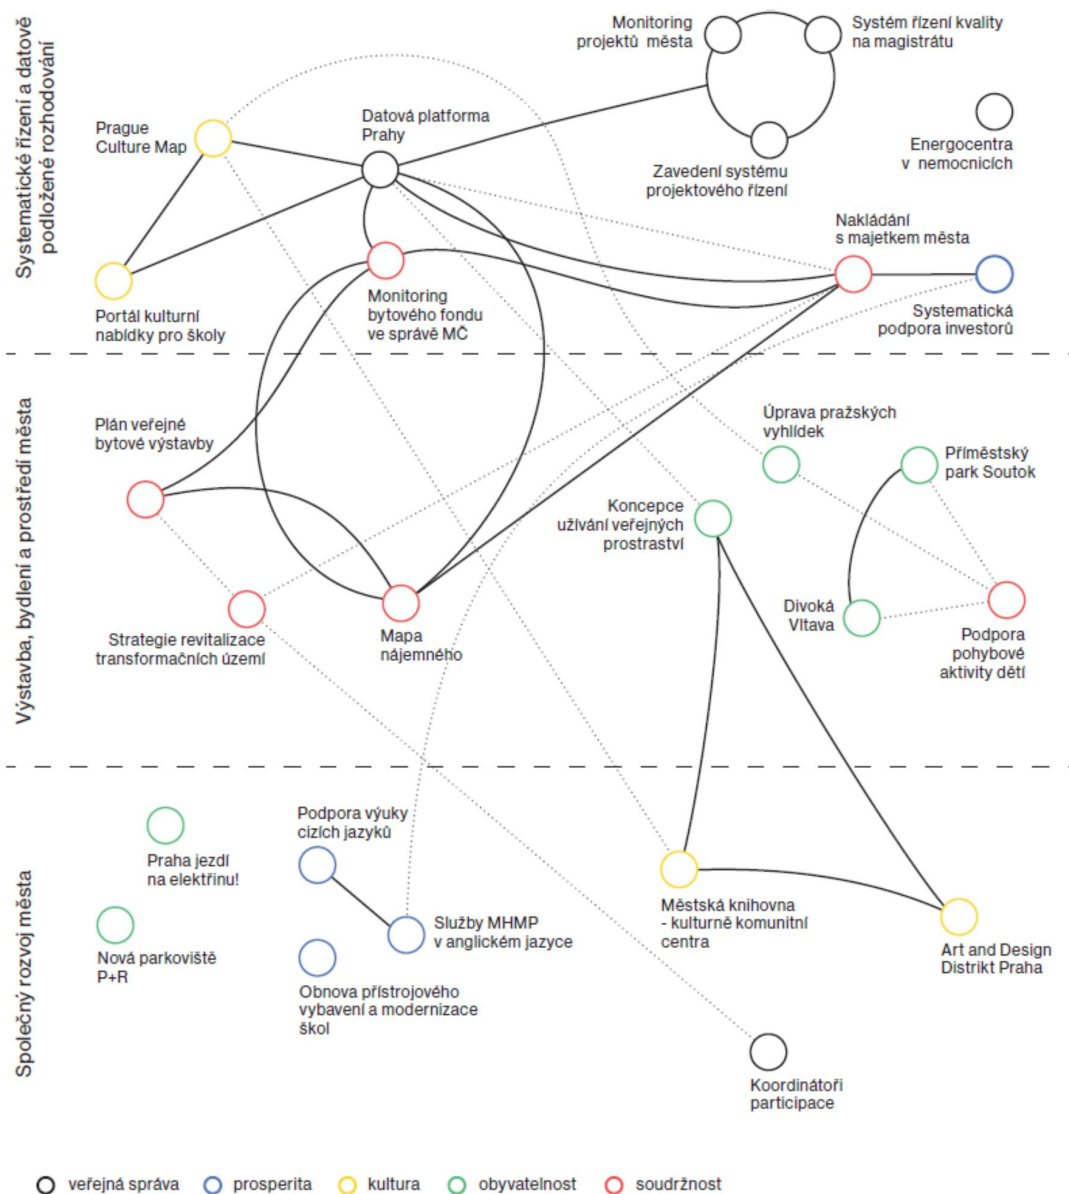 Systematické řízení a datově
podložené rozhodování
Monitoring
projektů města
Systém řízení kvality
na magistrátu
Prague
Culture Map
Datová platforma
Prahy
Zavedení systému
projektového řízení
Energocentra
v nemocnicích
Nakládání
s majetkem města
Portál kulturní
nabídky pro školy
Monitoring
bytového fondu
ve správě MČ
Systematická
podpora investorů
Výstavba, bydlení a prostředí města
Plán veřejné
bytové výstavby
Úprava pražských
vyhlídek
Příměstský
park Soutok
Koncepce
užívání veřejných
prostraství
Strategie revitalizace
transformačních území
Mapa
nájemného
Divoká
Vltava
Podpora
pohybové
aktivity dětí
Společný rozvoj města
Praha jezdí
na elektřinu!
Podpora výuky
cizích jazyků
Nová parkoviště
P+R
Služby MHMP
v anglickém jazyce
Obnova přístrojového
vybavení a modernizace
škol
Městská knihovna
- kulturně komunitní
centra
Art and Design
Distrikt Praha
Koordinátoři
participace
veřejná správa
prosperita
kultura
obyvatelnost
soudržnost